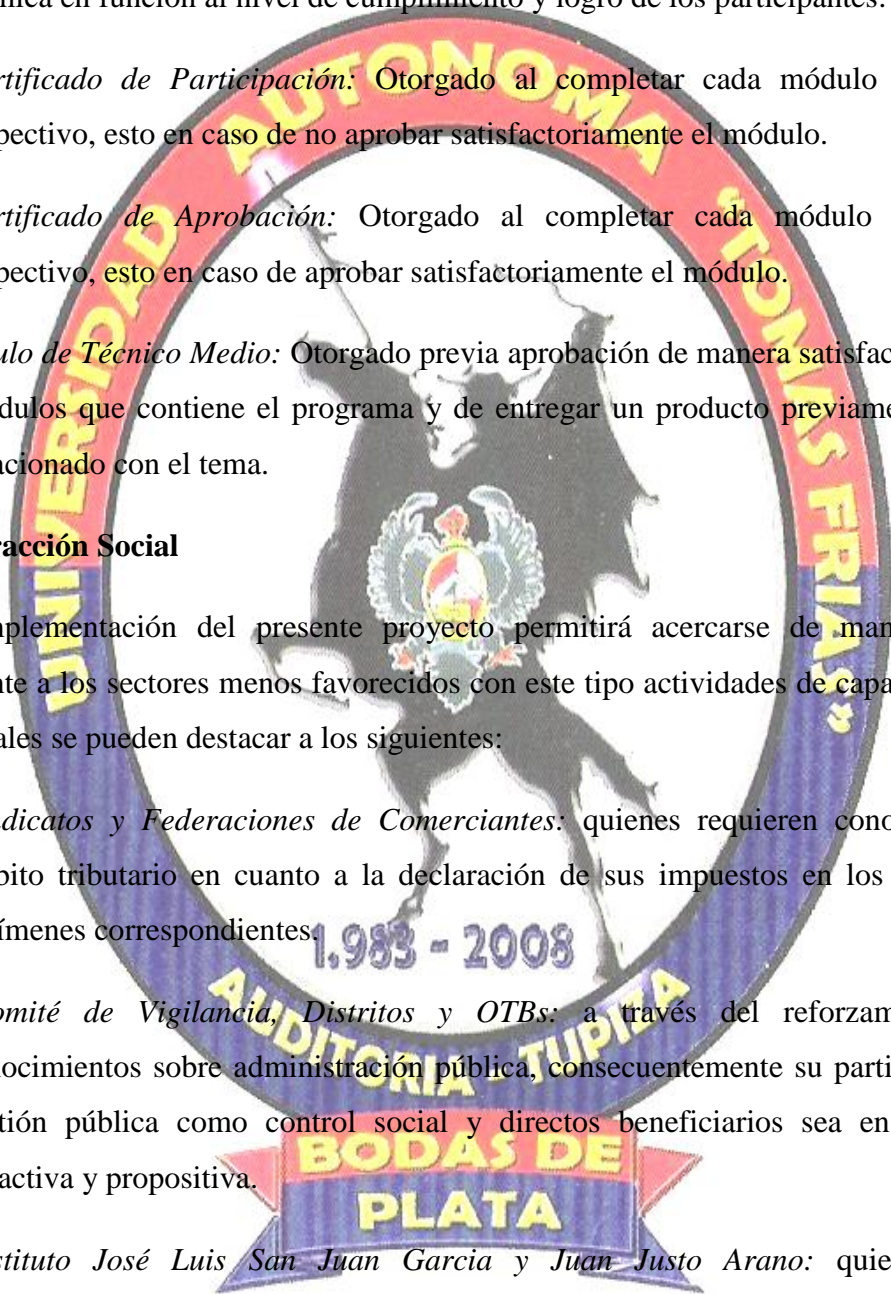 en función al nivel de cumplimiento y logro de los participantes.
rtificado de Participación: Otorgado al completar cada módulo
pectivo, esto en caso de no aprobar satisfactoriamente el módulo.
rtificado de Aprobación: Otorgado al completar cada módulo
pectivo, esto en caso de aprobar satisfactoriamente el módulo.
ulo de Técnico Medio: Otorgado previa aprobación de manera satisfac
dulos que contiene el programa y de entregar un producto previame
acionado con el tema.
racción Social
nplementación del presente proyecto permitirá acercarse de man
nte a los sectores menos favorecidos con este tipo actividades de capa
ales se pueden destacar a los siguientes:
ndicatos y Federaciones de Comerciantes: quienes requieren cono
bito tributario en cuanto a la declaración de sus impuestos en los
ímenes correspondientes.
omité de Vigilancia, Distritos y OTBs: a través del reforzam
nocimientos sobre administración pública, consecuentemente su parti
tión pública como control social y directos beneficiarios sea en
activa y propositiva.
stituto José Luis San Juan Garcia y Juan Justo Arano: quie
UNIVERSIDAD AUTONOMA "TOMAS FRIAS"
1.983 - 2008
AUDITORIA - TUPIZA
BODAS DE
PLATA